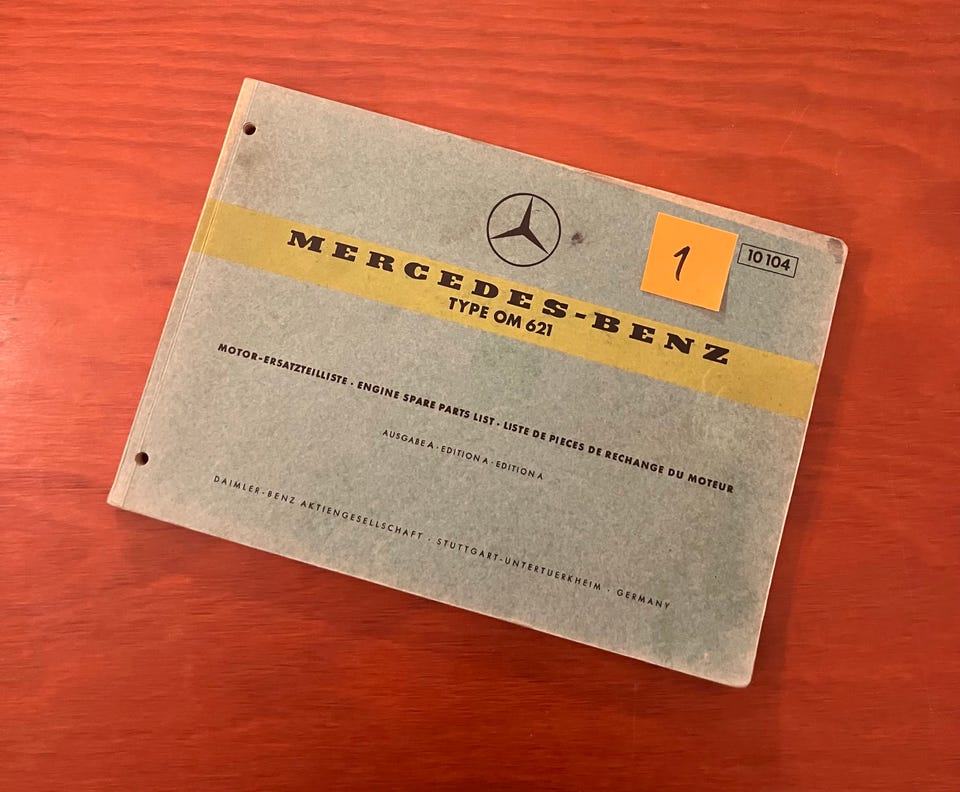 1
10 104
MERCEDES-BENZ
TYPE OM 621
MOTOR-ERSATZTEILLISTE · ENGINE SPARE PARTS LIST · LISTE DE PIECES DE RECHANGE DU MOTEUR
AUSGABE A · EDITION A · EDITION A
DAIMLER-BENZ AKTIENGESELLSCHAFT · STUTTGART-UNTERTUERKHEIM · GERMANY